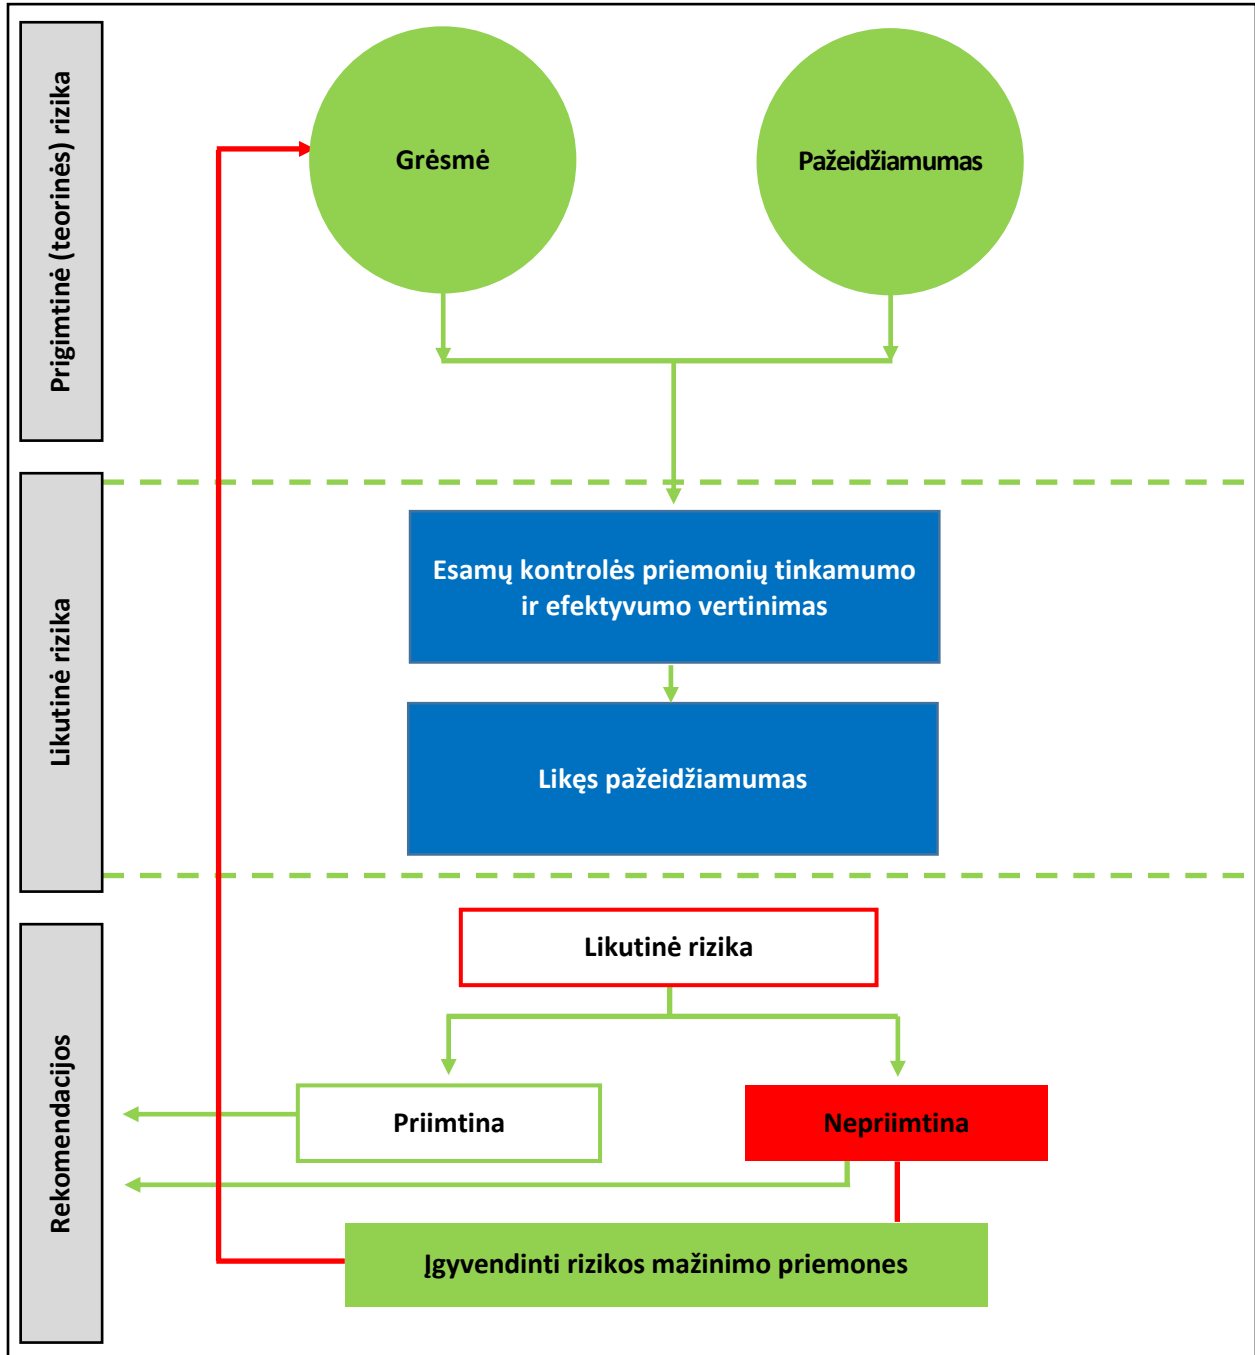 Prigimtinė (teorinės) rizika
Grėsmė
Pažeidžiamumas
Likutinė rizika
Esamų kontrolės priemonių tinkamumo
ir efektyvumo vertinimas
Likęs pažeidžiamumas
Rekomendacijos
Likutinė rizika
Priimtina
Nepriimtina
Įgyvendinti rizikos mažinimo priemones